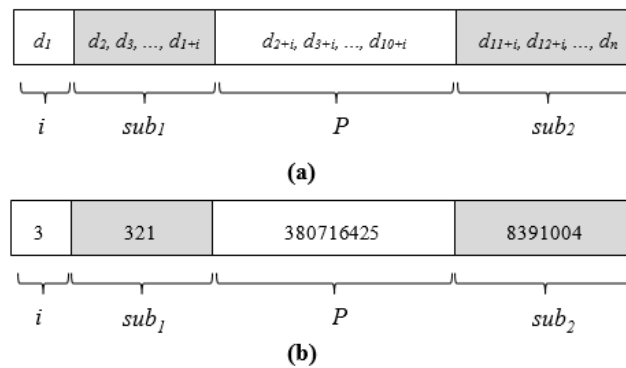 d1 d2, d3, ..., d1+i d2+i, d3+i, ..., d10+i d11+i, d12+i, ..., dn
i sub1 P sub2
(a)
3 321 380716425 8391004
i sub1 P sub2
(b)